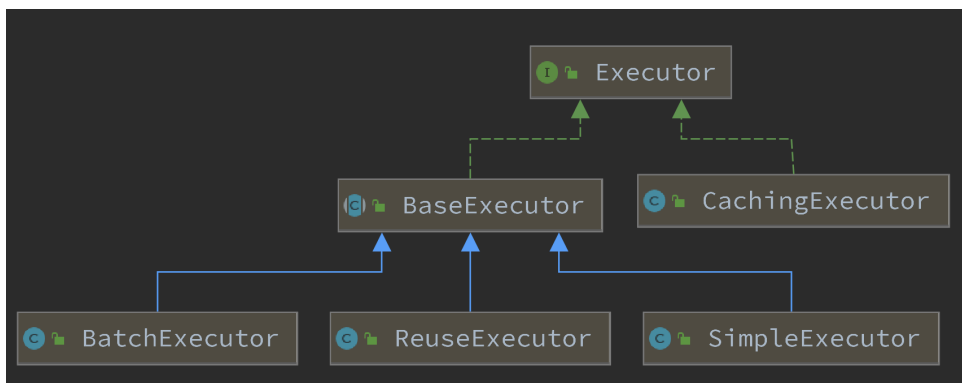 I Executor
C BaseExecutor
C CachingExecutor
C BatchExecutor
C ReuseExecutor
C SimpleExecutor